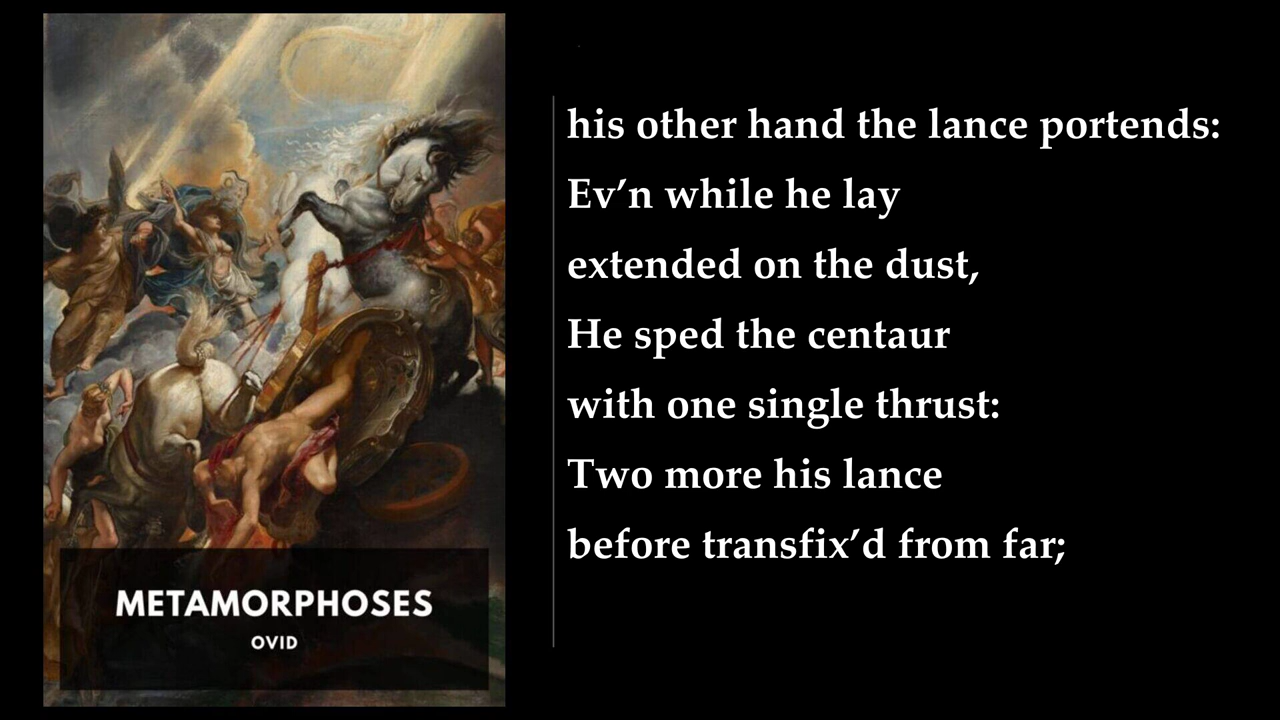 METAMORPHOSES
OVID
his other hand the lance portends:
Ev’n while he lay
extended on the dust,
He sped the centaur
with one single thrust:
Two more his lance
before transfix’d from far;